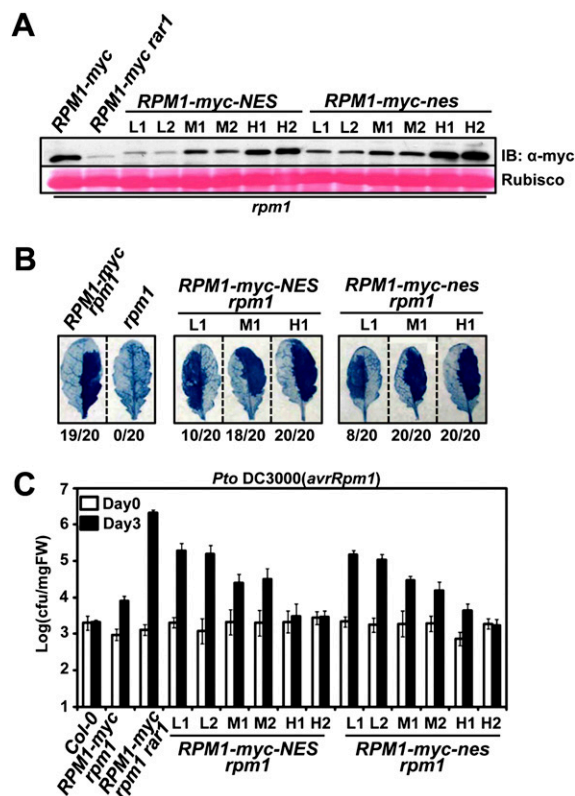 A
RPM1-myc
RPM1-myc rar1
RPM1-myc-NES
RPM1-myc-nes
L1 L2 M1 M2 H1 H2 L1 L2 M1 M2 H1 H2
IB: α-myc
Rubisco
rpm1
B
RPM1-myc
rpm1
rpm1
RPM1-myc-NES
rpm1
RPM1-myc-nes
rpm1
L1 M1 H1 L1 M1 H1
19/20 0/20 10/20 18/20 20/20 8/20 20/20 20/20
C
Pto DC3000(avrRpm1)
Log(cfu/mgFW)
7
6
5
4
3
2
1
Day0
Day3
Col-0
RPM1-myc
rpm1
RPM1-myc
rpm1 rar1
L1 L2 M1 M2 H1 H2 L1 L2 M1 M2 H1 H2
RPM1-myc-NES
rpm1
RPM1-myc-nes
rpm1